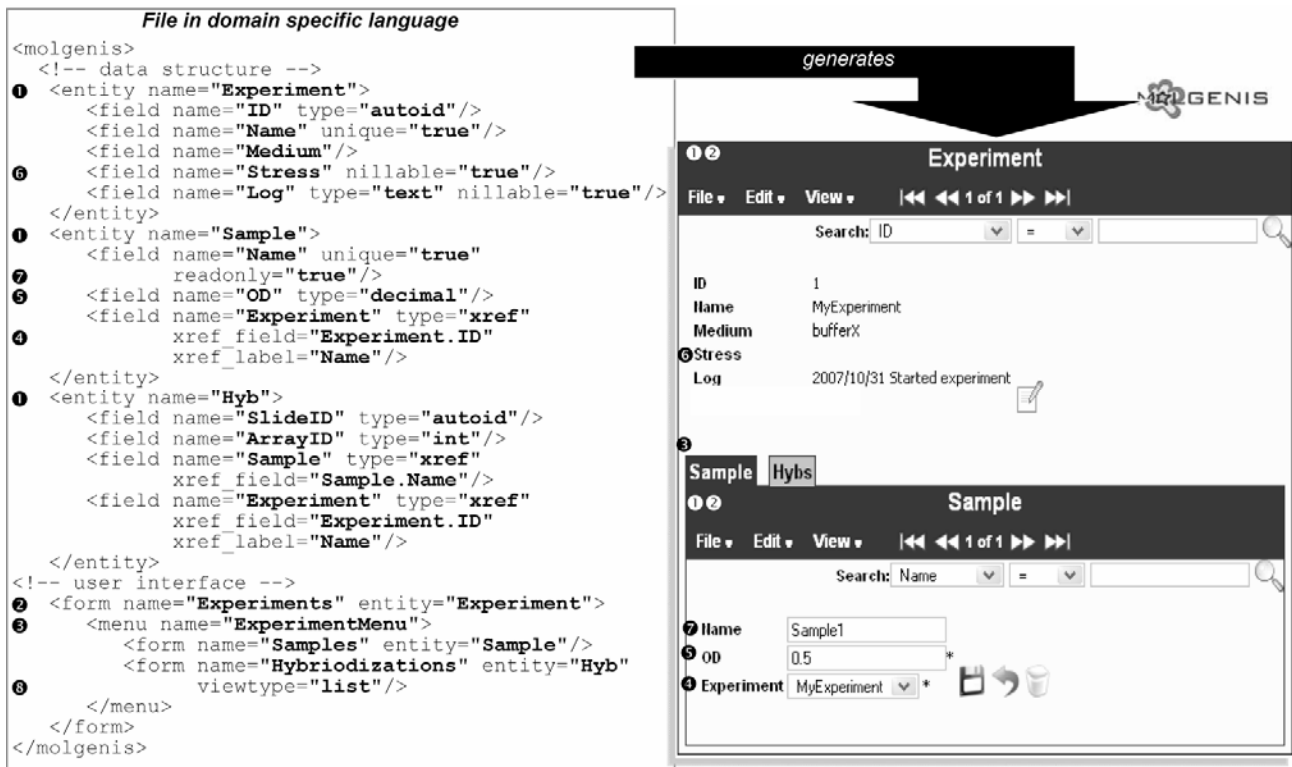 File in domain specific language
<molgenis>
<!-- data structure -->
❶ <entity name="Experiment">
<field name="ID" type="autoid"/>
<field name="Name" unique="true"/>
<field name="Medium"/>
❻ <field name="Stress" nillable="true"/>
<field name="Log" type="text" nillable="true"/>
</entity>
❶ <entity name="Sample">
<field name="Name" unique="true"
❼ readonly="true"/>
❺ <field name="OD" type="decimal"/>
<field name="Experiment" type="xref"
❹ xref_field="Experiment.ID"
xref_label="Name"/>
</entity>
❶ <entity name="Hyb">
<field name="SlideID" type="autoid"/>
<field name="ArrayID" type="int"/>
<field name="Sample" type="xref"
xref_field="Sample.Name"/>
<field name="Experiment" type="xref"
xref_field="Experiment.ID"
xref_label="Name"/>
</entity>
<!-- user interface -->
❷ <form name="Experiments" entity="Experiment">
❸ <menu name="ExperimentMenu">
<form name="Samples" entity="Sample"/>
<form name="Hybriodizations" entity="Hyb"
❽ viewtype="list"/>
</menu>
</form>
</molgenis>
generates
MOLGENIS
❶❷ Experiment
File Edit View 1 of 1
Search: ID =
ID 1
Name MyExperiment
Medium bufferX
❻Stress
Log 2007/10/31 Started experiment
❸
Sample Hybs
❶❷ Sample
File Edit View 1 of 1
Search: Name =
❼ Name Sample1
❺ OD 0.5 *
❹ Experiment MyExperiment *